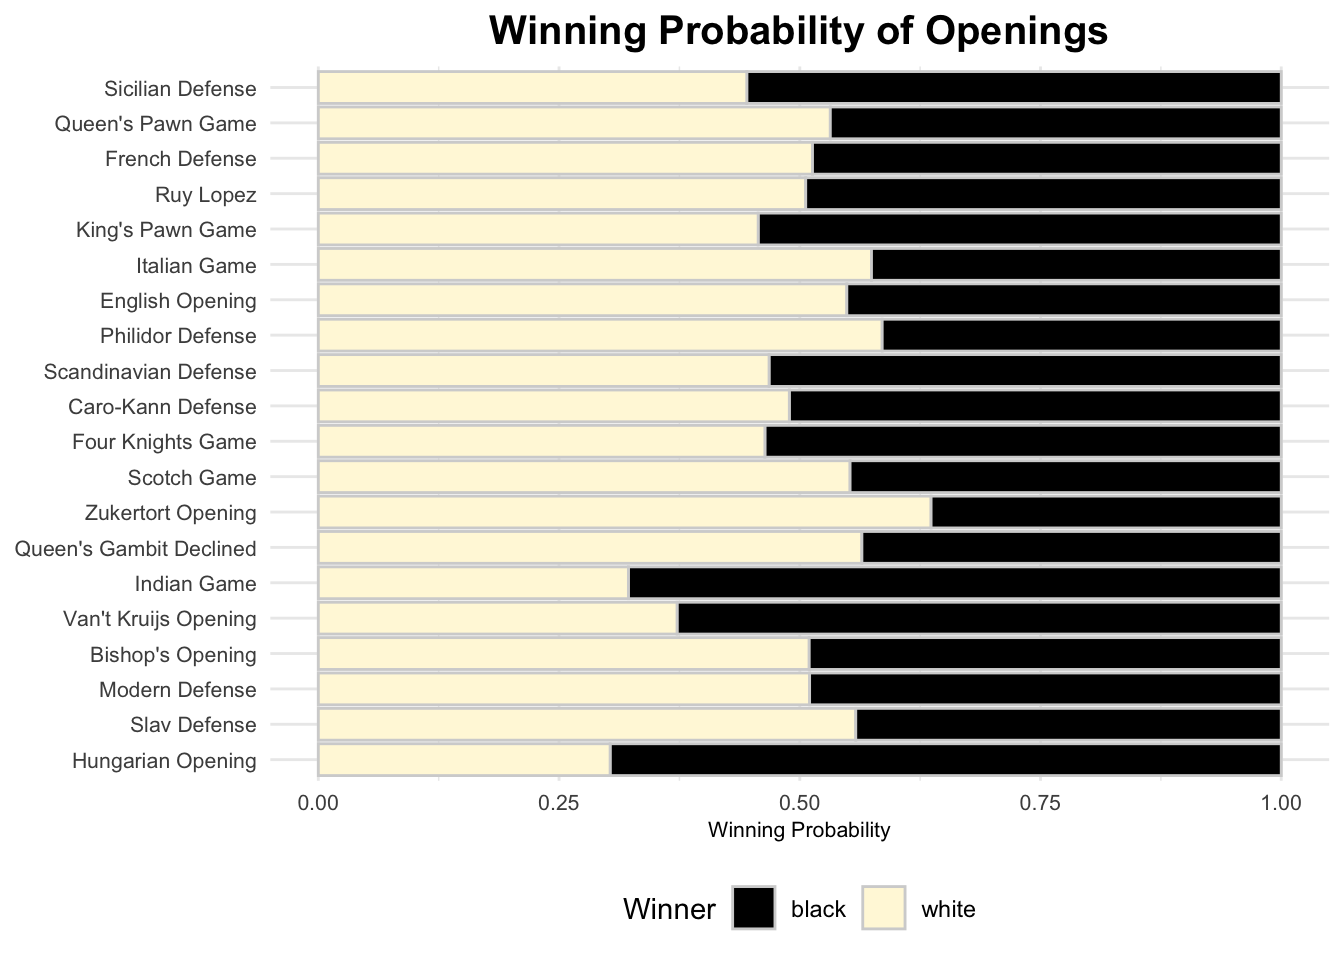 Winning Probability of Openings
Sicilian Defense
Queen's Pawn Game
French Defense
Ruy Lopez
King's Pawn Game
Italian Game
English Opening
Philidor Defense
Scandinavian Defense
Caro-Kann Defense
Four Knights Game
Scotch Game
Zukertort Opening
Queen's Gambit Declined
Indian Game
Van't Kruijs Opening
Bishop's Opening
Modern Defense
Slav Defense
Hungarian Opening
0.00 0.25 0.50 0.75 1.00
Winning Probability
Winner black white